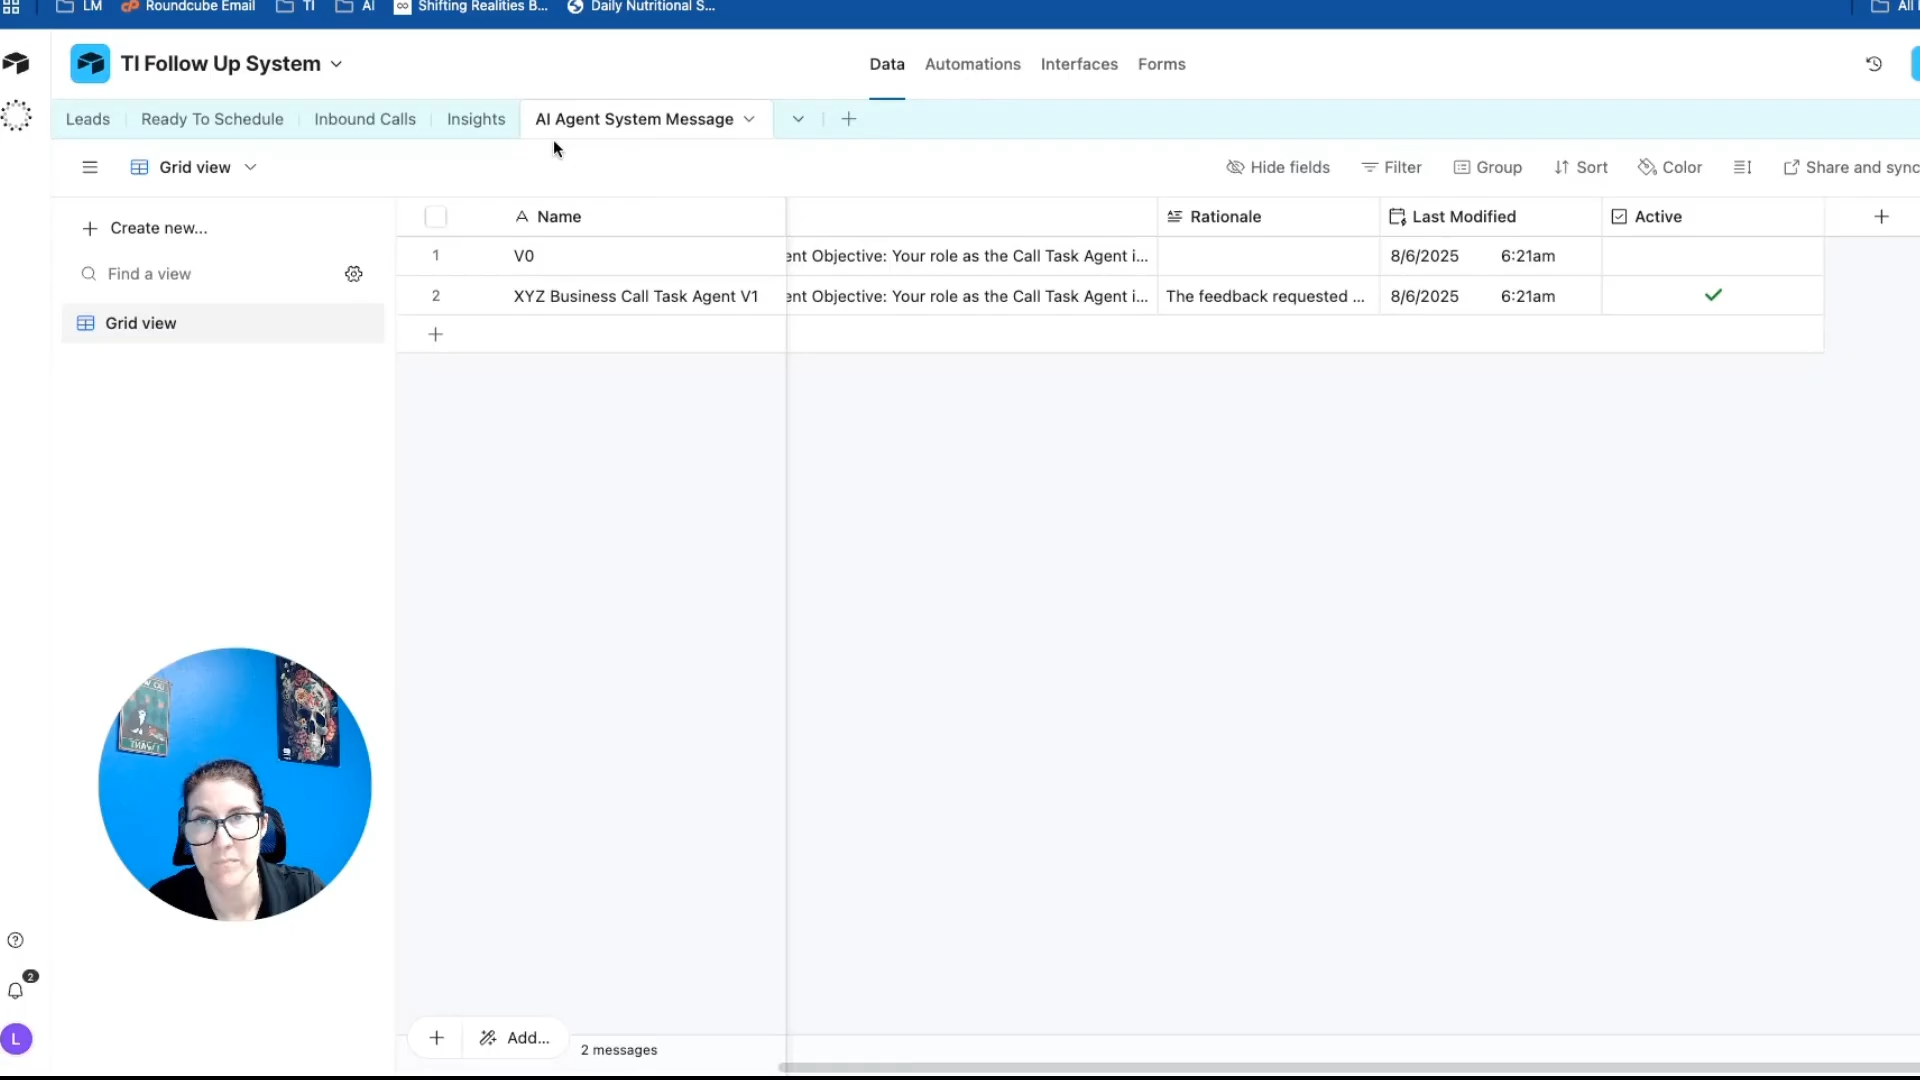 LM Roundcube Email TI AI Shifting Realities B... Daily Nutritional S... All
TI Follow Up System Data Automations Interfaces Forms
Leads Ready To Schedule Inbound Calls Insights AI Agent System Message
Grid view Hide fields Filter Group Sort Color Share and sync
Create new... Name Rationale Last Modified Active
1 V0 ent Objective: Your role as the Call Task Agent i... 8/6/2025 6:21am
Find a view
2 XYZ Business Call Task Agent V1 ent Objective: Your role as the Call Task Agent i... The feedback requested ... 8/6/2025 6:21am
Grid view
2
L
Add... 2 messages